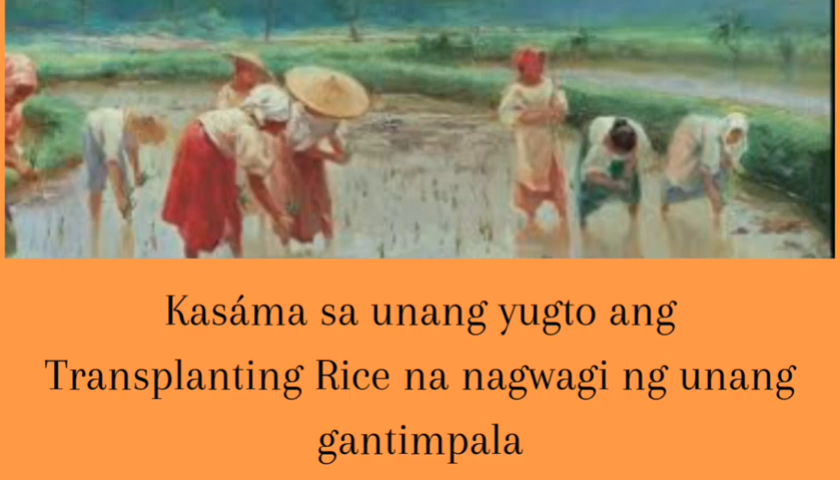 Kasáma sa unang yugto ang
Transplanting Rice na nagwagi ng unang
gantimpala